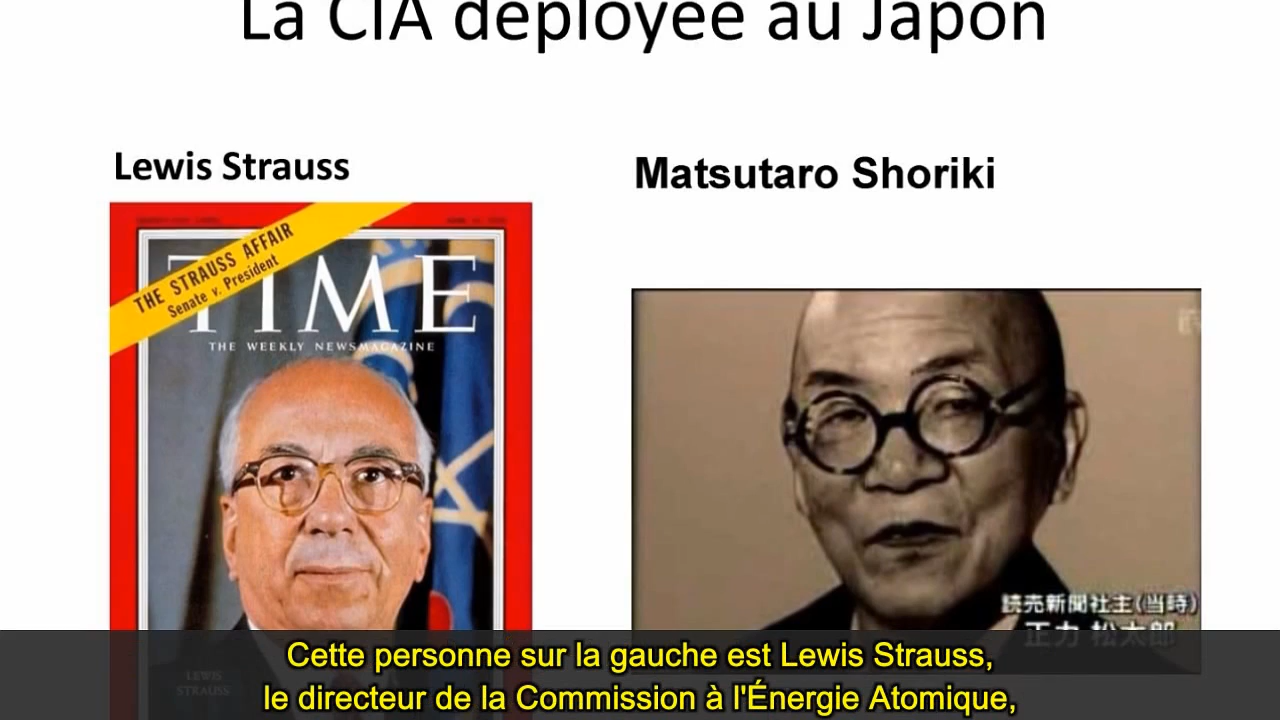 La CIA déployée au Japon
Lewis Strauss
Matsutaro Shoriki
THE STRAUSS AFFAIR
Senate v. President
TIME
THE WEEKLY NEWSMAGAZINE
読売新聞社主(当時)
正力 松太郎
LEWIS
STRAUSS
Cette personne sur la gauche est Lewis Strauss,
le directeur de la Commission à l'Énergie Atomique,